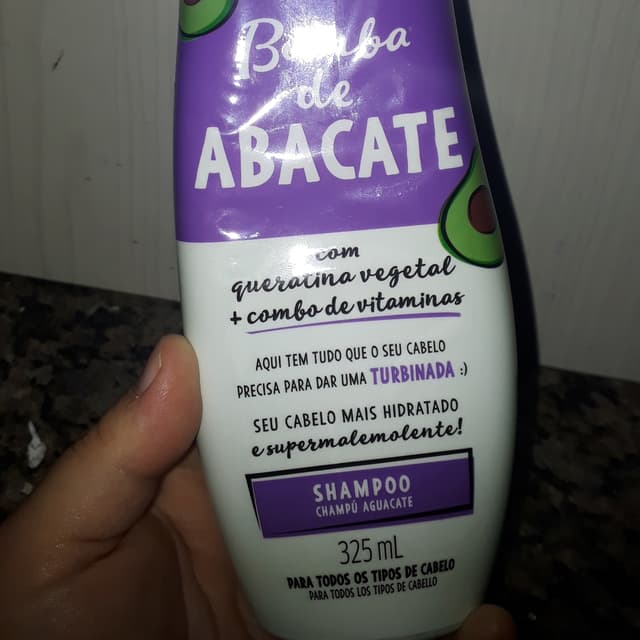 Bomba
de
ABACATE
com
queratina vegetal
+ combo de vitaminas
AQUI TEM TUDO QUE O SEU CABELO
PRECISA PARA DAR UMA TURBINADA :)
SEU CABELO MAIS HIDRATADO
e supermalemolente!
SHAMPOO
CHAMPÚ AGUACATE
325 mL
PARA TODOS OS TIPOS DE CABELO
PARA TODOS LOS TIPOS DE CABELLO